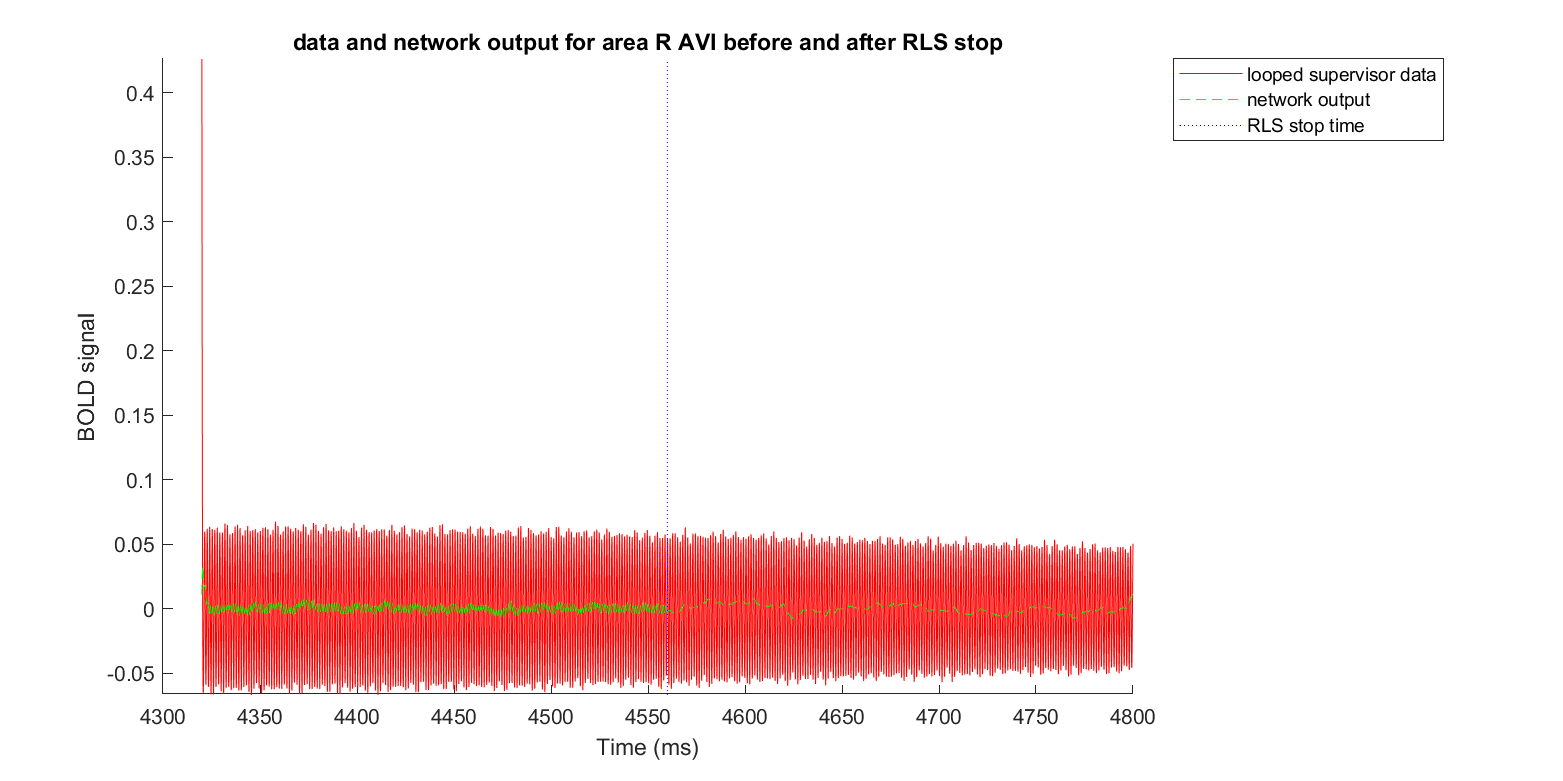 data and network output for area R AVI before and after RLS stop
looped supervisor data
network output
RLS stop time
BOLD signal
0.4
0.35
0.3
0.25
0.2
0.15
0.1
0.05
0
-0.05
4300 4350 4400 4450 4500 4550 4600 4650 4700 4750 4800
Time (ms)